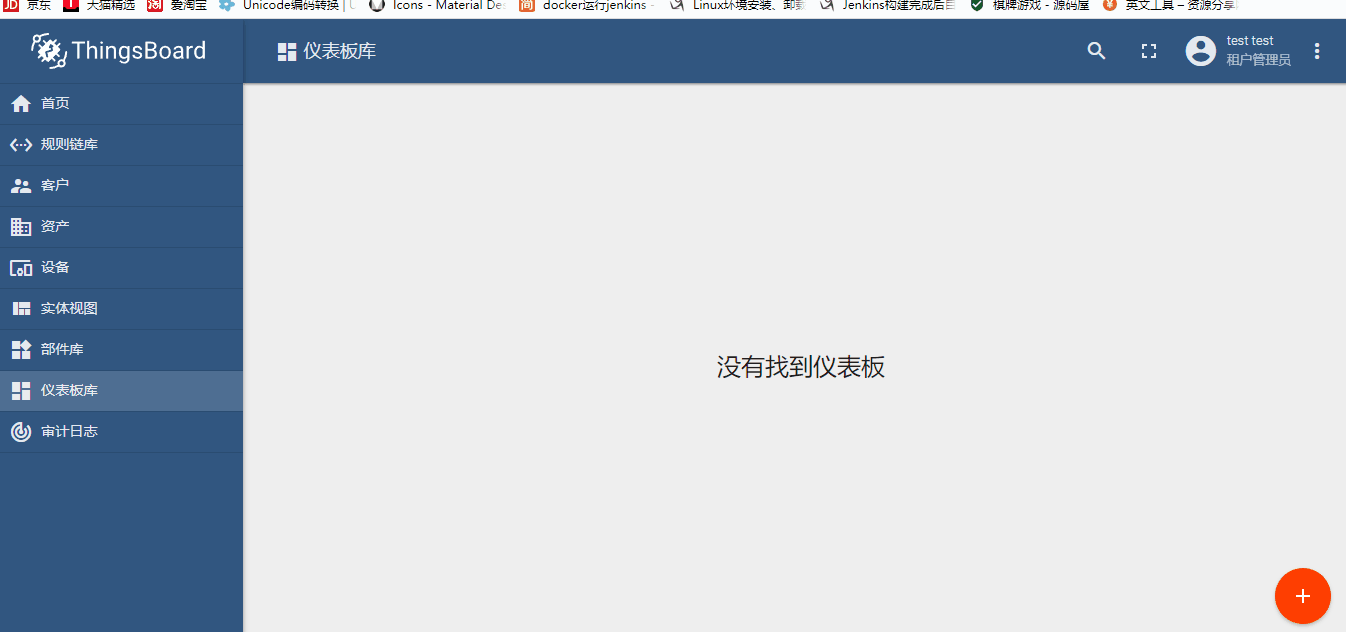 JD 京东 天猫精选 淘 爱淘宝 Unicode编码转换 | Icons - Material De 简 docker运行jenkins - Linux环境安装、卸 Jenkins构建完成后 棋牌游戏 - 源码屋 英文工具 – 资源分享
ThingsBoard
仪表板库
test test
租户管理员
首页
规则链库
客户
资产
设备
实体视图
部件库
仪表板库
审计日志
没有找到仪表板
+